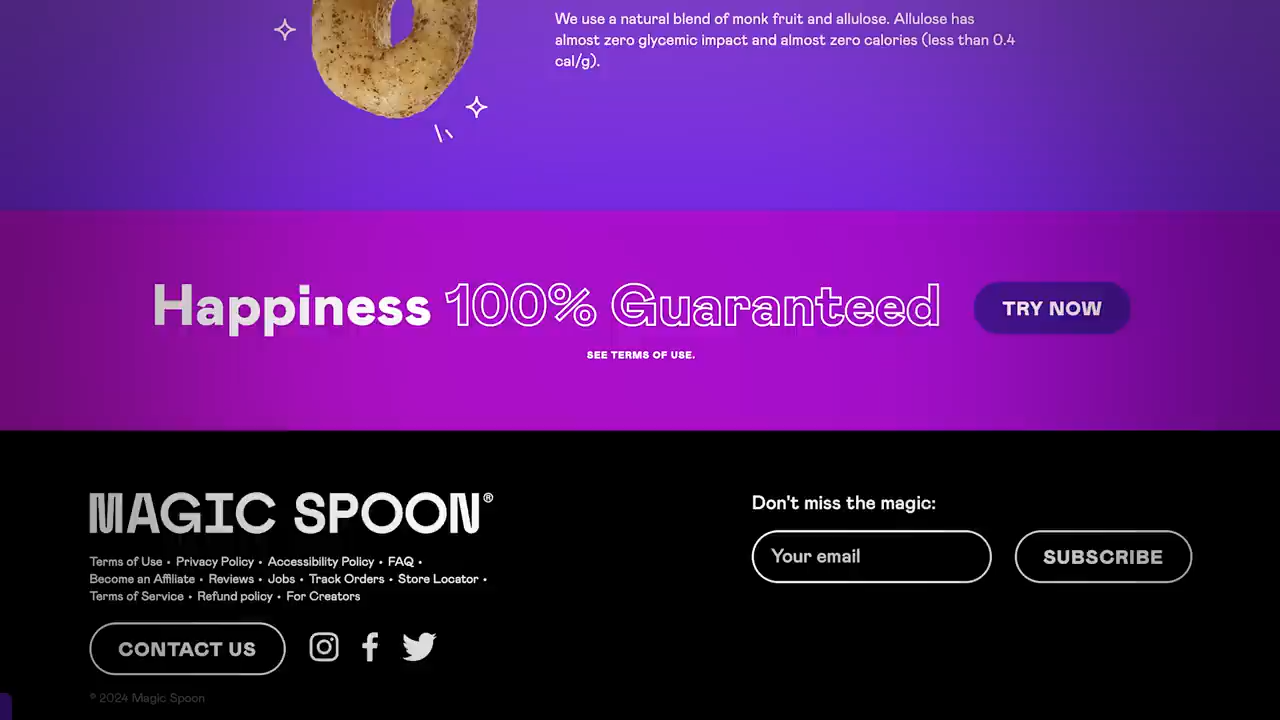 We use a natural blend of monk fruit and allulose. Allulose has
almost zero glycemic impact and almost zero calories (less than 0.4
cal/g).
Happiness 100% Guaranteed
TRY NOW
SEE TERMS OF USE.
MAGIC SPOON®
Terms of Use • Privacy Policy • Accessibility Policy • FAQ •
Become an Affiliate • Reviews • Jobs • Track Orders • Store Locator •
Terms of Service • Refund policy • For Creators
CONTACT US
© 2024 Magic Spoon
Don't miss the magic:
Your email
SUBSCRIBE